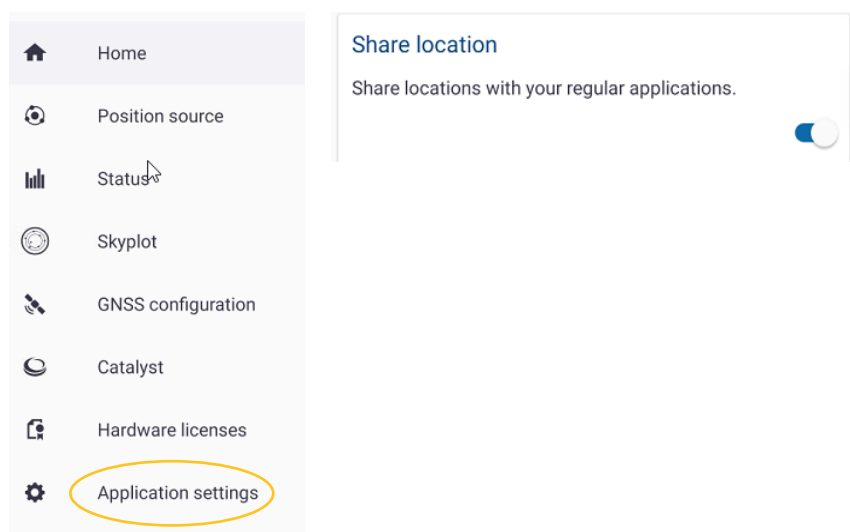 Home
Position source
Status
Skyplot
GNSS configuration
Catalyst
Hardware licenses
Application settings
Share location
Share locations with your regular applications.